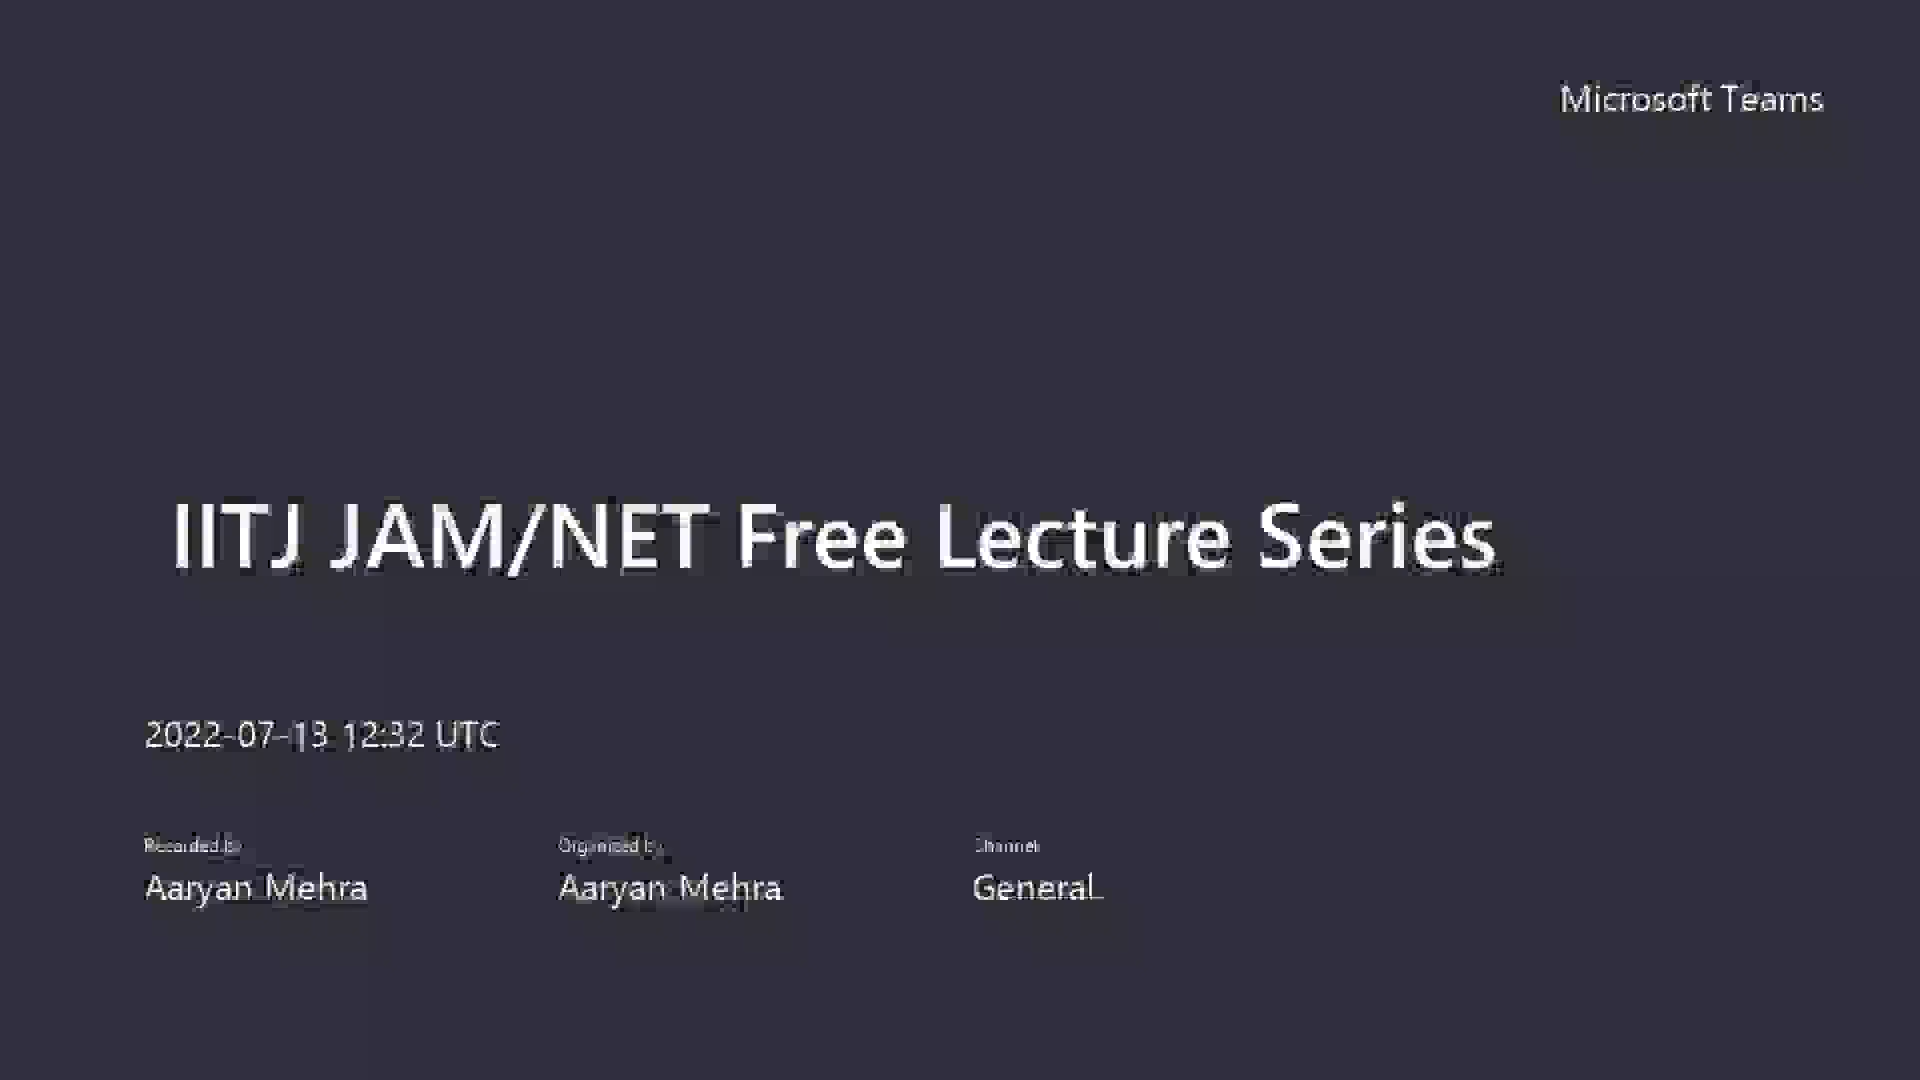 Microsoft Teams
IITJ JAM/NET Free Lecture Series
2022-07-13 12:32 UTC
Recorded by
Organized by
Channel
Aaryan Mehra
Aaryan Mehra
General